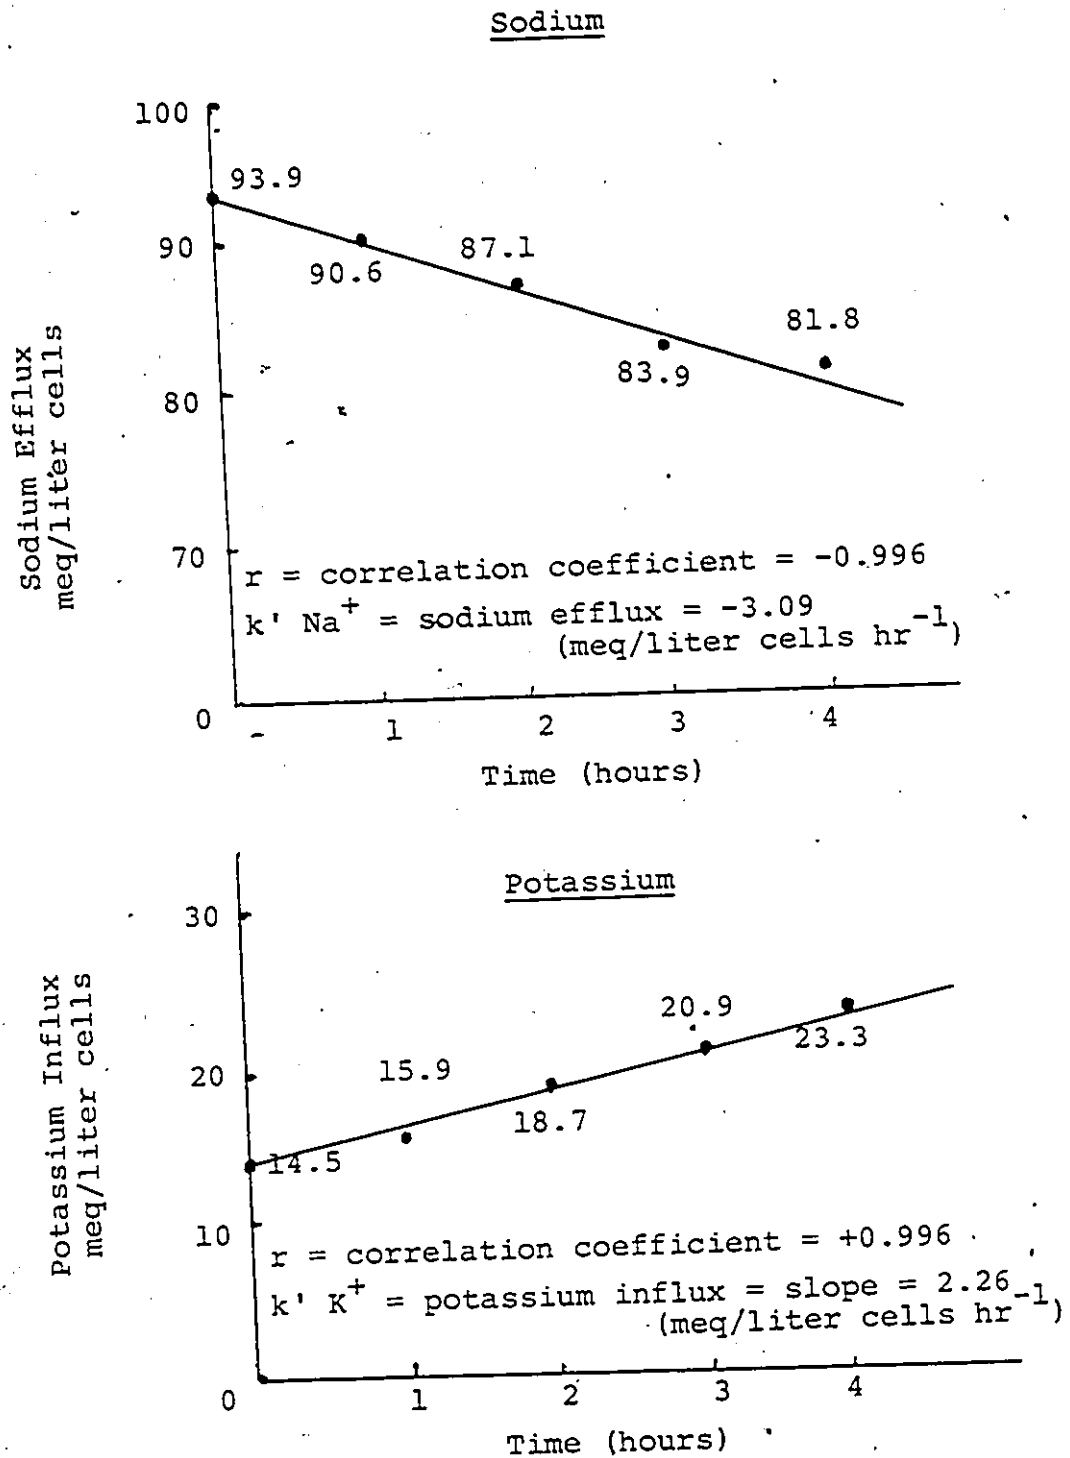 Sodium
100
93.9
90
87.1
90.6
81.8
83.9
80
Sodium Efflux
meq/liter cells
70
r = correlation coefficient = -0.996
k' Na+ = sodium efflux = -3.09
(meq/liter cells hr-1)
0
1
2
3
4
Time (hours)
Potassium
30
20.9
23.3
15.9
20
18.7
14.5
Potassium Influx
meq/liter cells
10
r = correlation coefficient = +0.996
k' K+ = potassium influx = slope = 2.26
(meq/liter cells hr-1)
0
1
2
3
4
Time (hours)